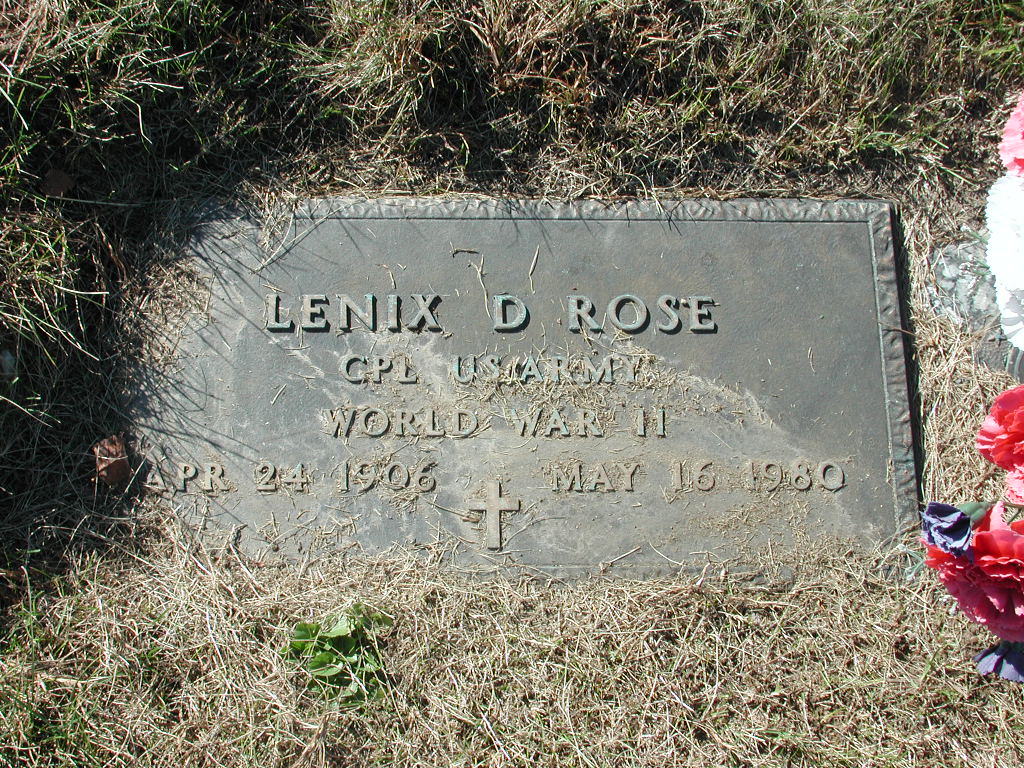 LENIX D ROSE
CPL US ARMY
WORLD WAR II
APR 24 1906 MAY 16 1980